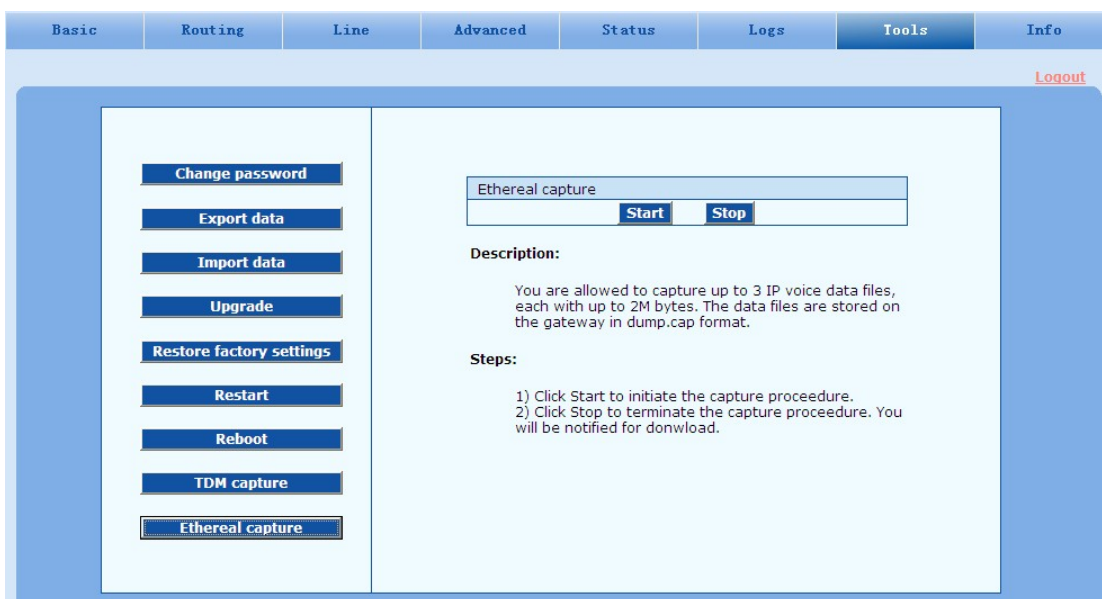 Basic Routing Line Advanced Status Logs Tools Info
Logout
Change password
Export data
Import data
Upgrade
Restore factory settings
Restart
Reboot
TDM capture
Ethereal capture
Ethereal capture
Start Stop
Description:
You are allowed to capture up to 3 IP voice data files,
each with up to 2M bytes. The data files are stored on
the gateway in dump.cap format.
Steps:
1) Click Start to initiate the capture proceedure.
2) Click Stop to terminate the capture proceedure. You
will be notified for donwload.